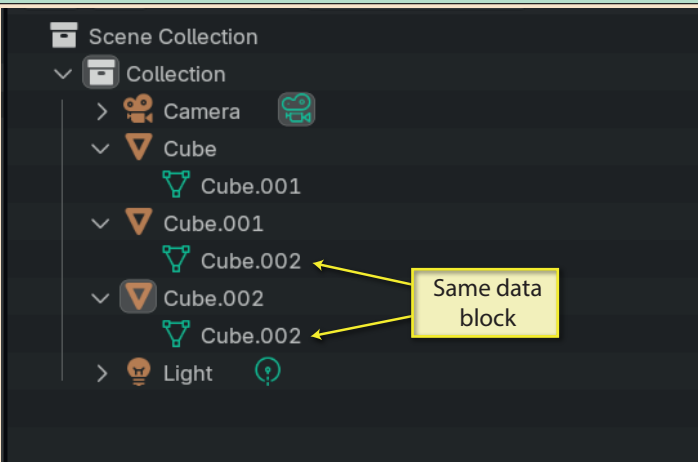 Scene Collection
Collection
Camera
Cube
Cube.001
Cube.001
Cube.002
Cube.002
Cube.002
Light
Same data
block